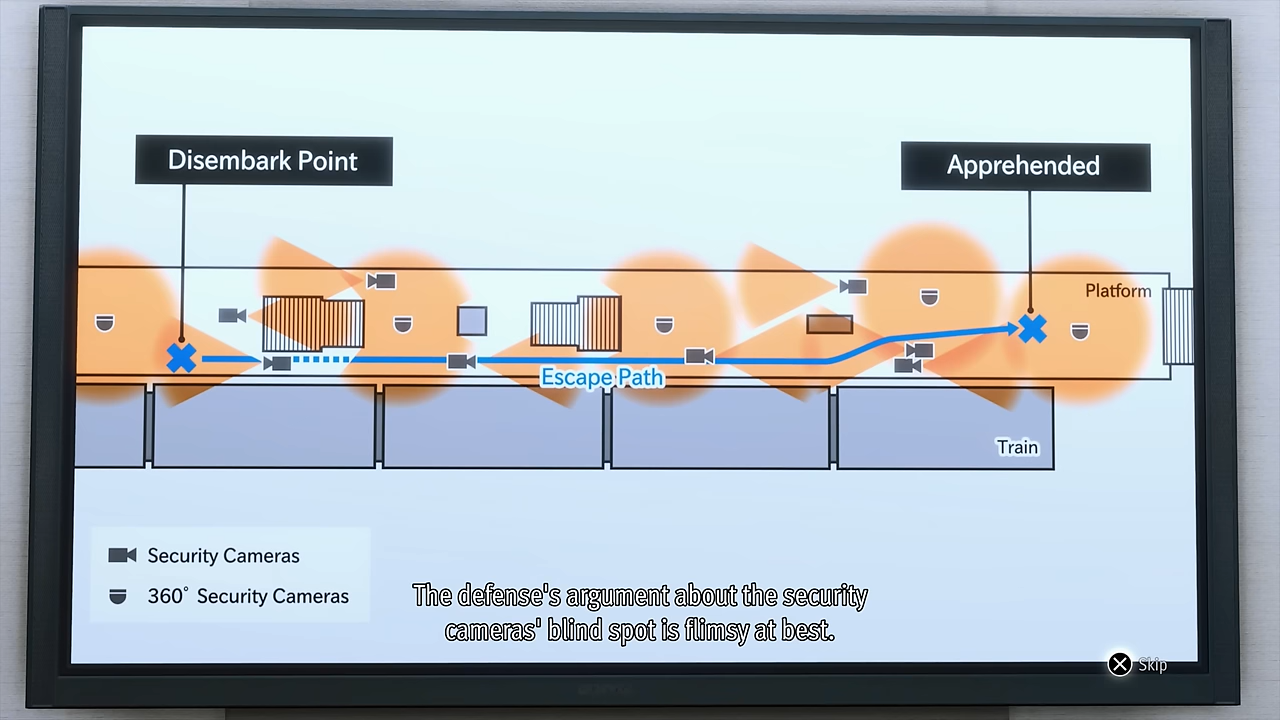 Disembark Point
Apprehended
Platform
Escape Path
Train
Security Cameras
360° Security Cameras
The defense's argument about the security
cameras' blind spot is flimsy at best.
Skip